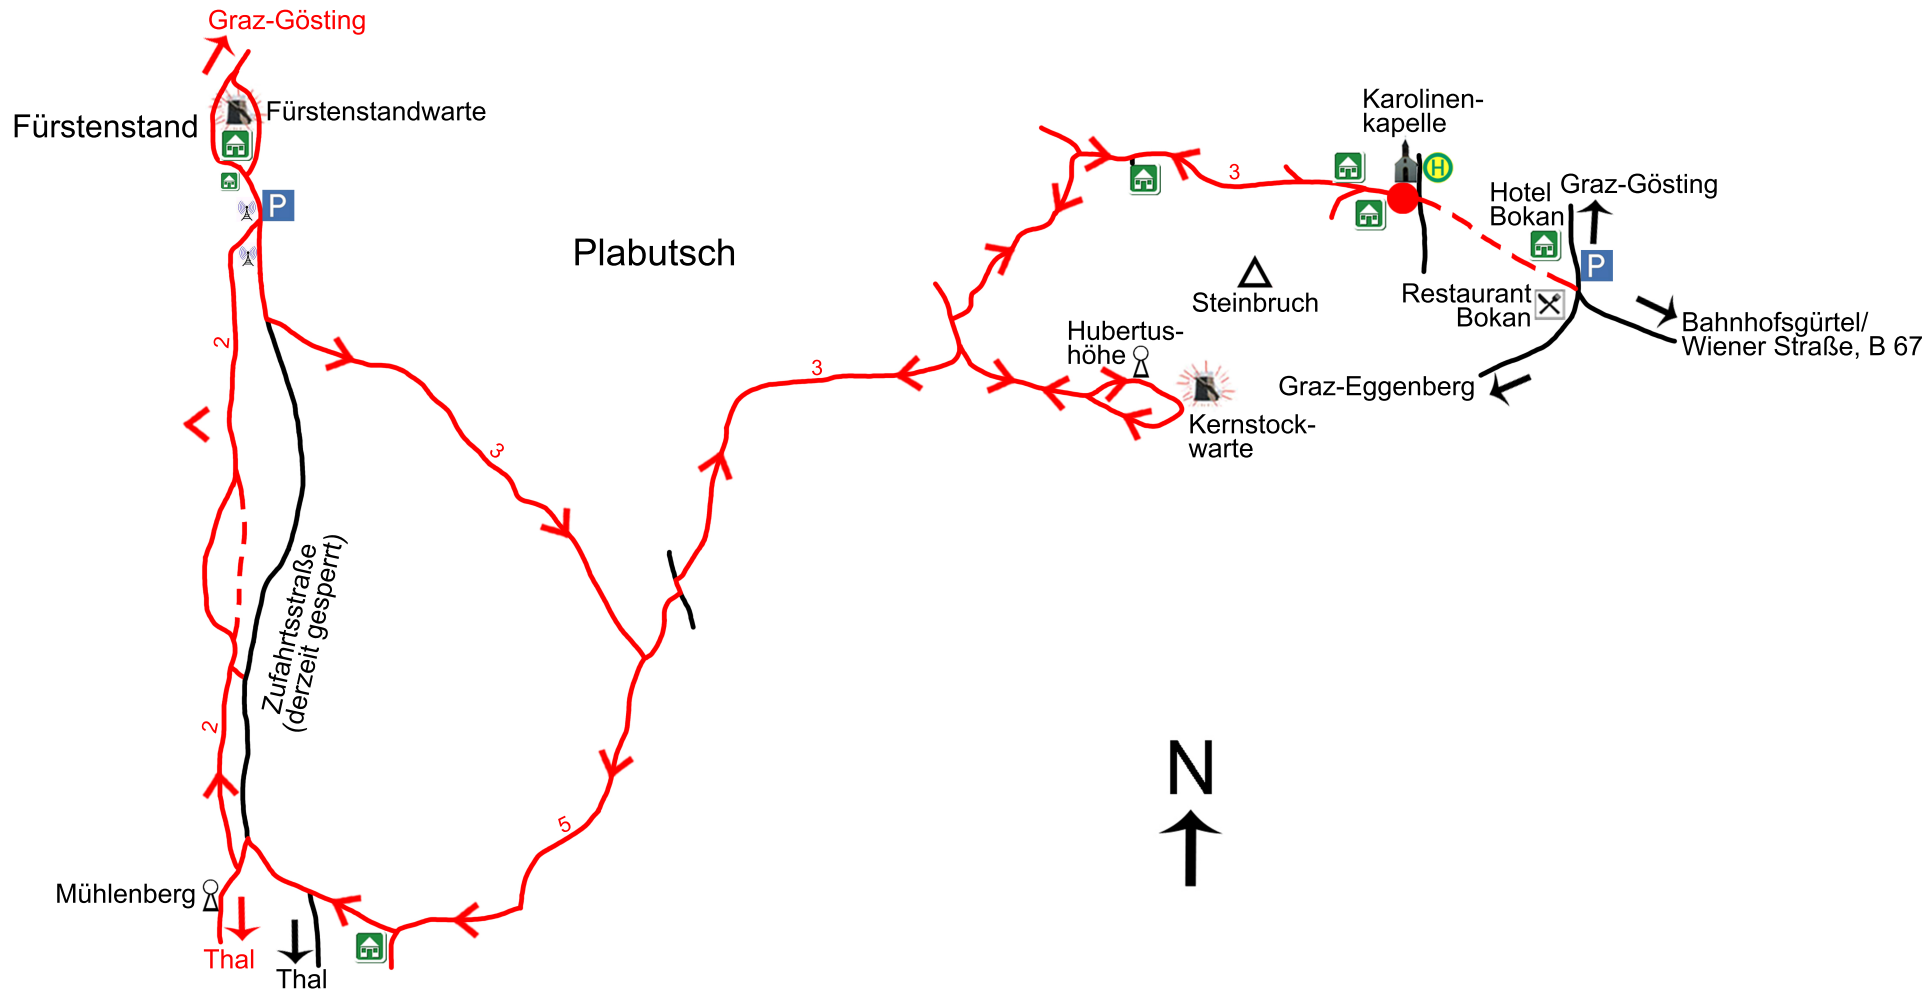 Graz-Gösting
Fürstenstand
Fürstenstandwarte
P
2
Plabutsch
3
3
3
Karolinen-
kapelle
H
Hotel
Bokan
Graz-Gösting
P
Steinbruch
Restaurant
Bokan
Bahnhofsgürtel/
Wiener Straße, B 67
Hubertus-
höhe
Graz-Eggenberg
Kernstock-
warte
Zufahrtsstraße
(derzeit gesperrt)
2
5
N
Mühlenberg
Thal
Thal